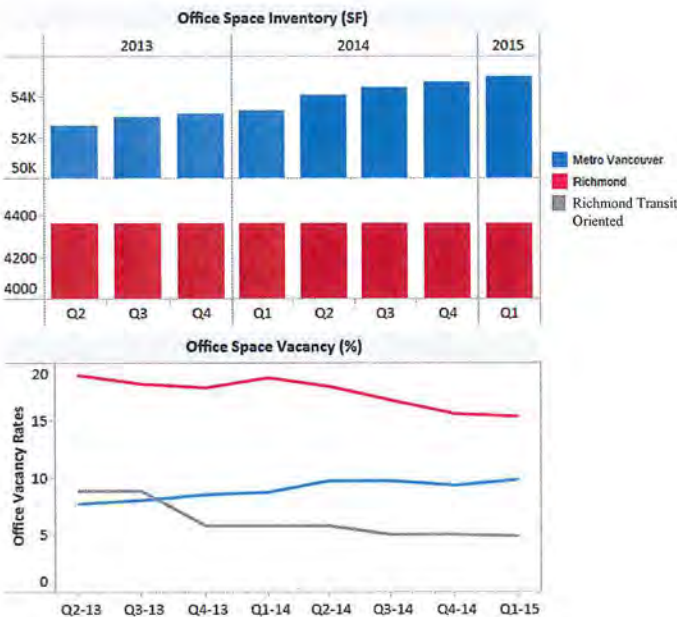 Office Space Inventory (SF)
2013 2014 2015
54K
52K
50K
4400
4200
4000
Q2 Q3 Q4 Q1 Q2 Q3 Q4 Q1
Metro Vancouver
Richmond
Richmond Transit
Oriented
Office Space Vacancy (%)
Office Vacancy Rates
20
15
10
5
0
Q2-13 Q3-13 Q4-13 Q1-14 Q2-14 Q3-14 Q4-14 Q1-15